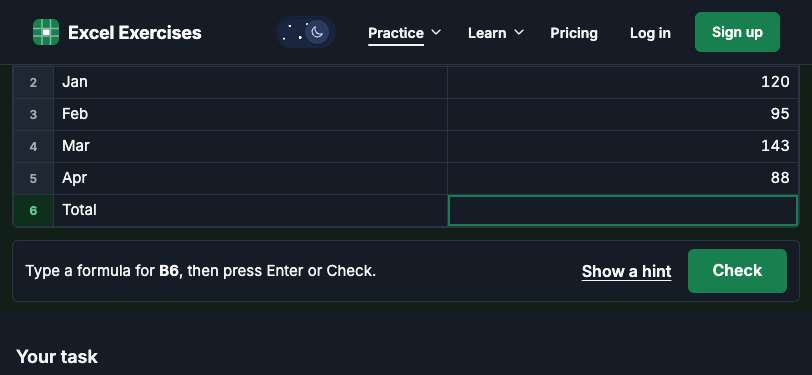 Excel Exercises Practice Learn Pricing Log in Sign up
2 Jan 120
3 Feb 95
4 Mar 143
5 Apr 88
6 Total
Type a formula for B6, then press Enter or Check. Show a hint Check
Your task